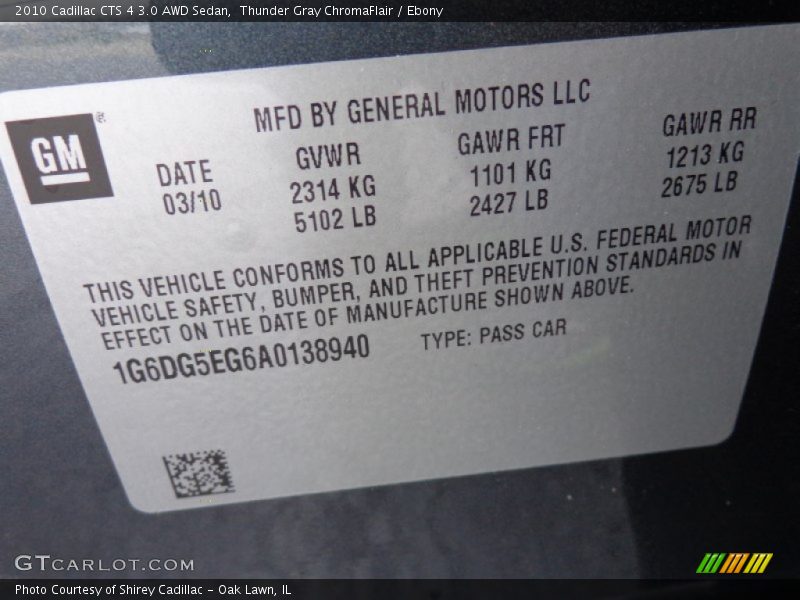 2010 Cadillac CTS 4 3.0 AWD Sedan,  Thunder Gray ChromaFlair / Ebony
GM®
MFD BY GENERAL MOTORS LLC
DATE GVWR GAWR FRT GAWR RR
03/10 2314 KG 1101 KG 1213 KG
5102 LB 2427 LB 2675 LB
THIS VEHICLE CONFORMS TO ALL APPLICABLE U.S. FEDERAL MOTOR
VEHICLE SAFETY, BUMPER, AND THEFT PREVENTION STANDARDS IN
EFFECT ON THE DATE OF MANUFACTURE SHOWN ABOVE.
1G6DG5EG6A0138940 TYPE: PASS CAR
GTCARLOT.COM
Photo Courtesy of Shirey Cadillac - Oak Lawn, IL